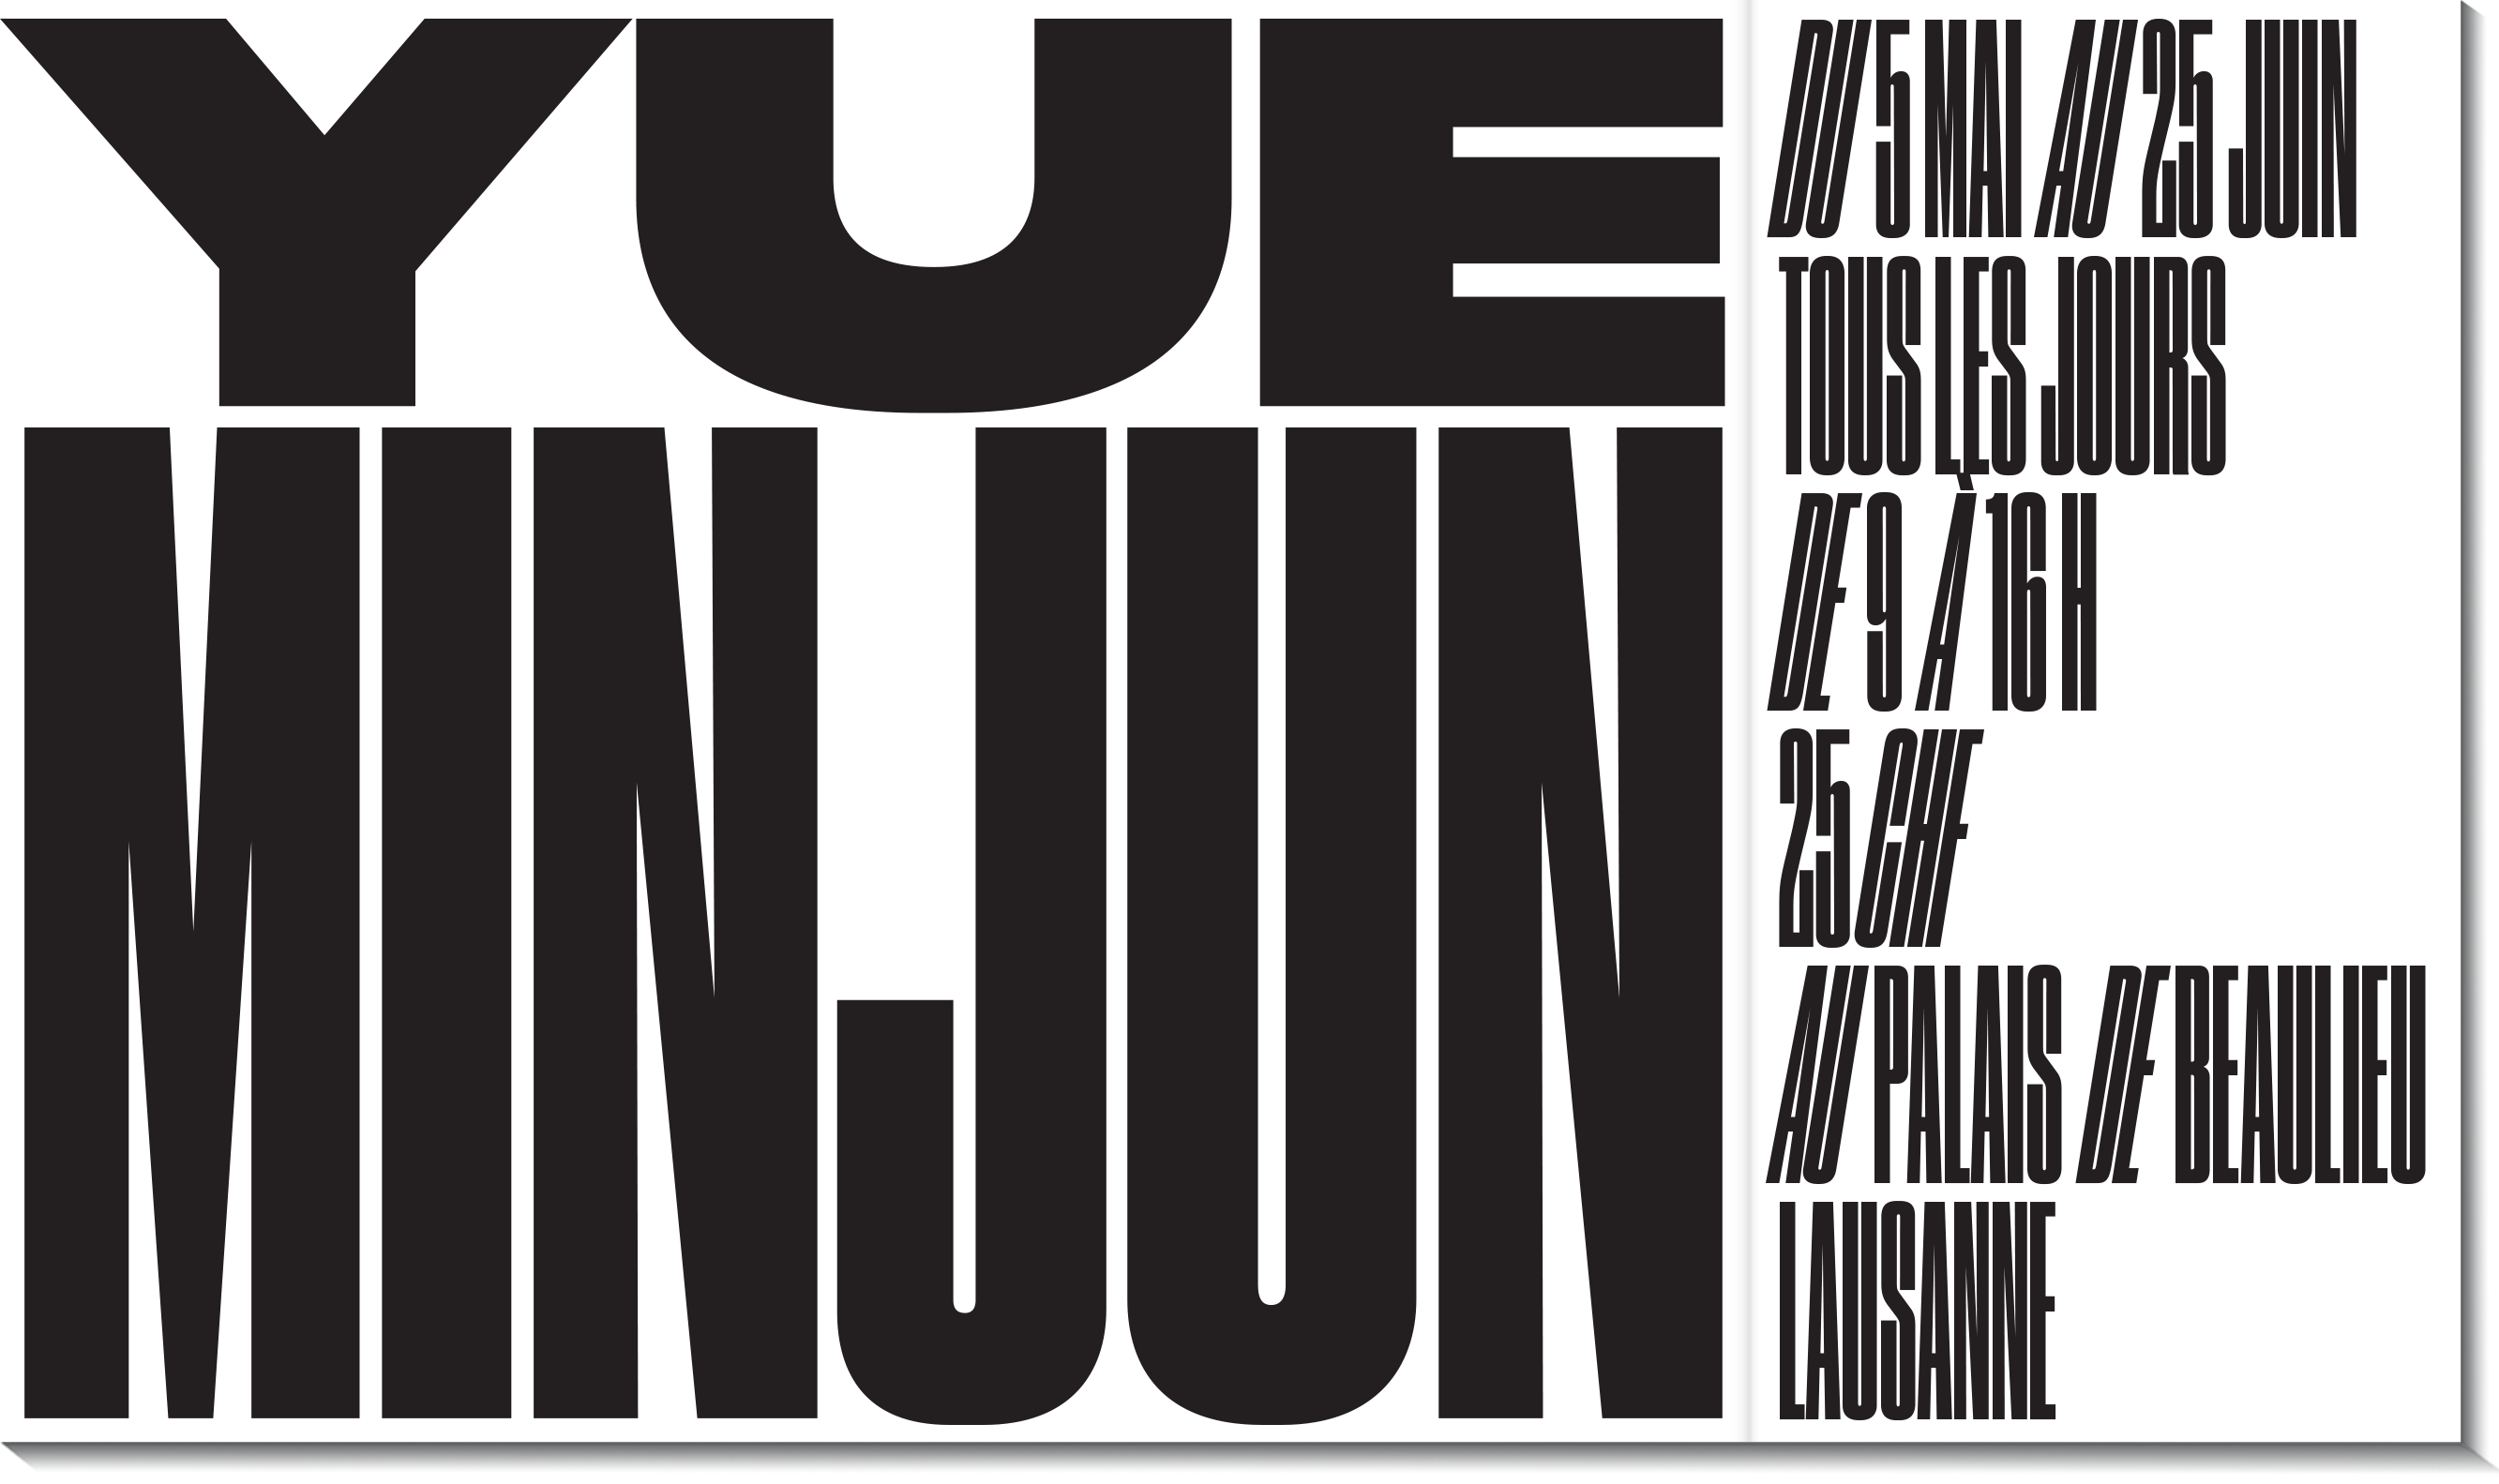 YUE
MINJUN
DU 5 MAI AU 25 JUIN
TOUS LES JOURS
DE 9 À 16H
25 CHF
AU PALAIS DE BEAULIEU
LAUSANNE